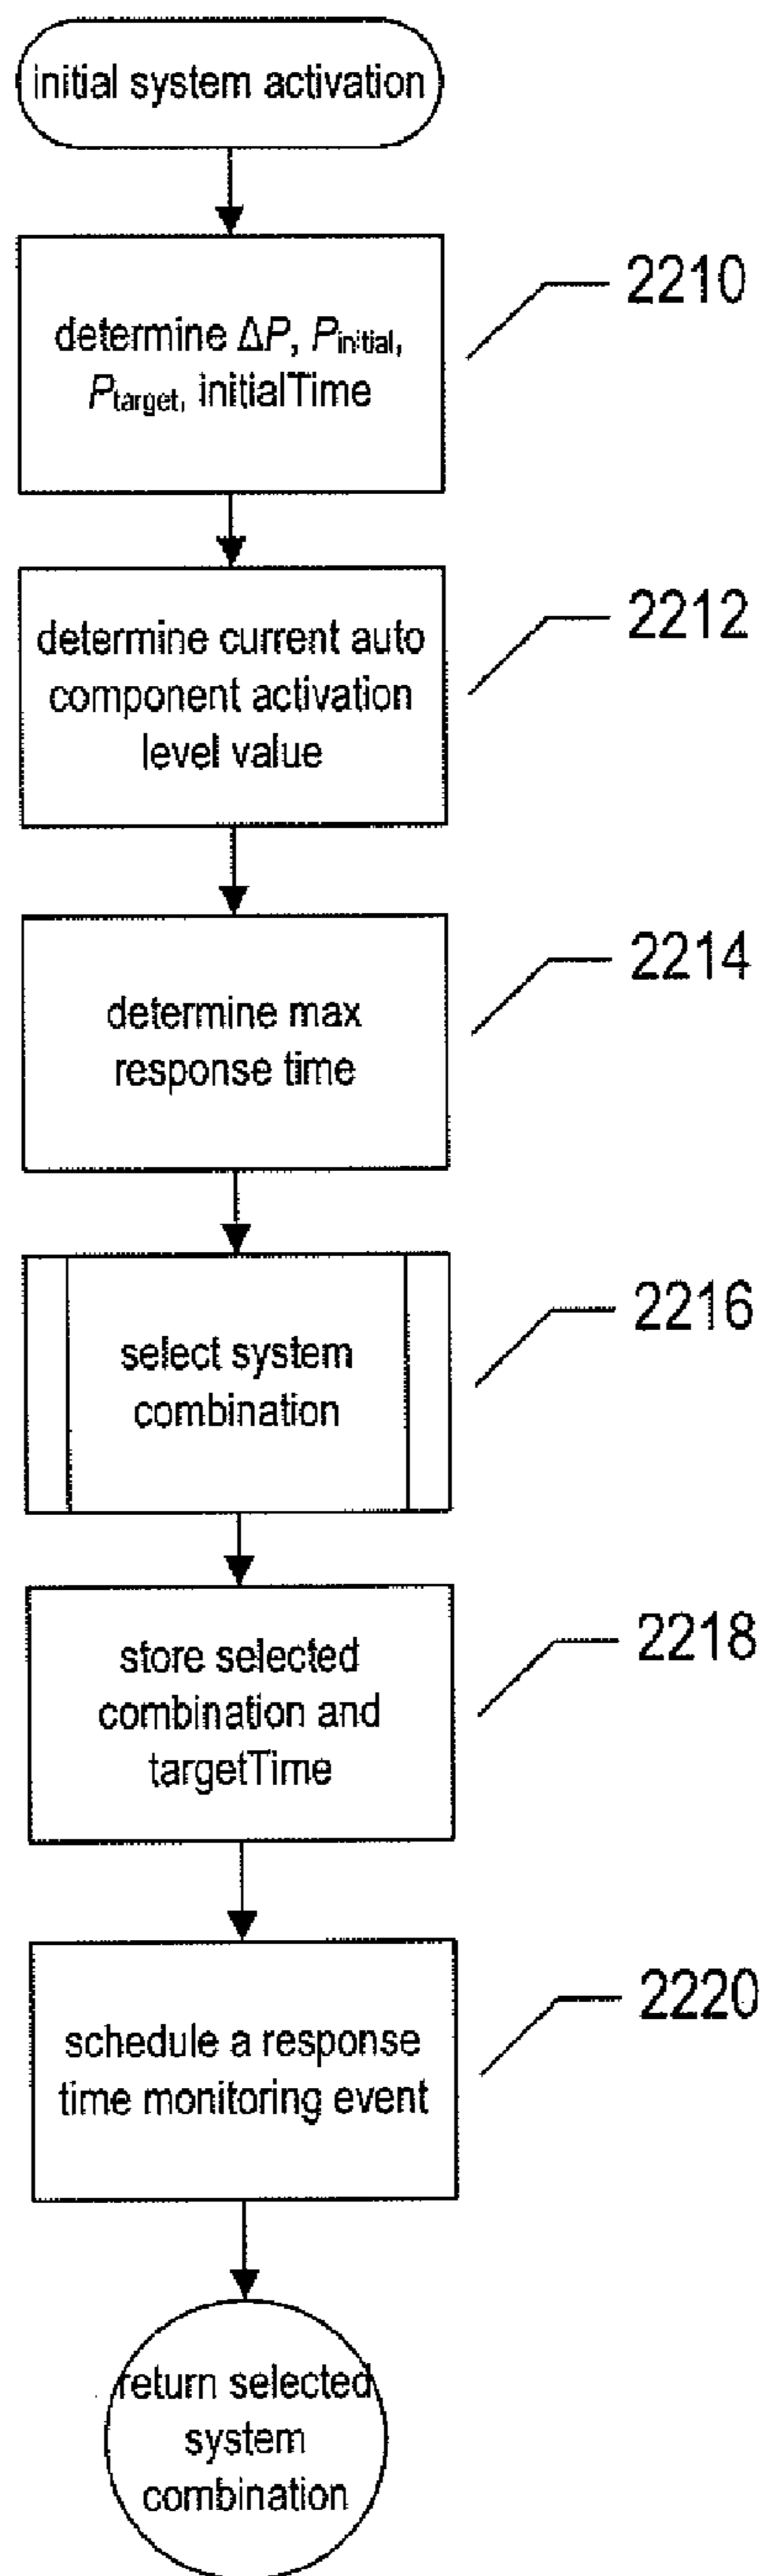 initial system activation
2210
determine ΔP, Pinitial,
Ptarget, initialTime
2212
determine current auto
component activation
level value
2214
determine max
response time
2216
select system
combination
2218
store selected
combination and
targetTime
2220
schedule a response
time monitoring event
return selected
system
combination